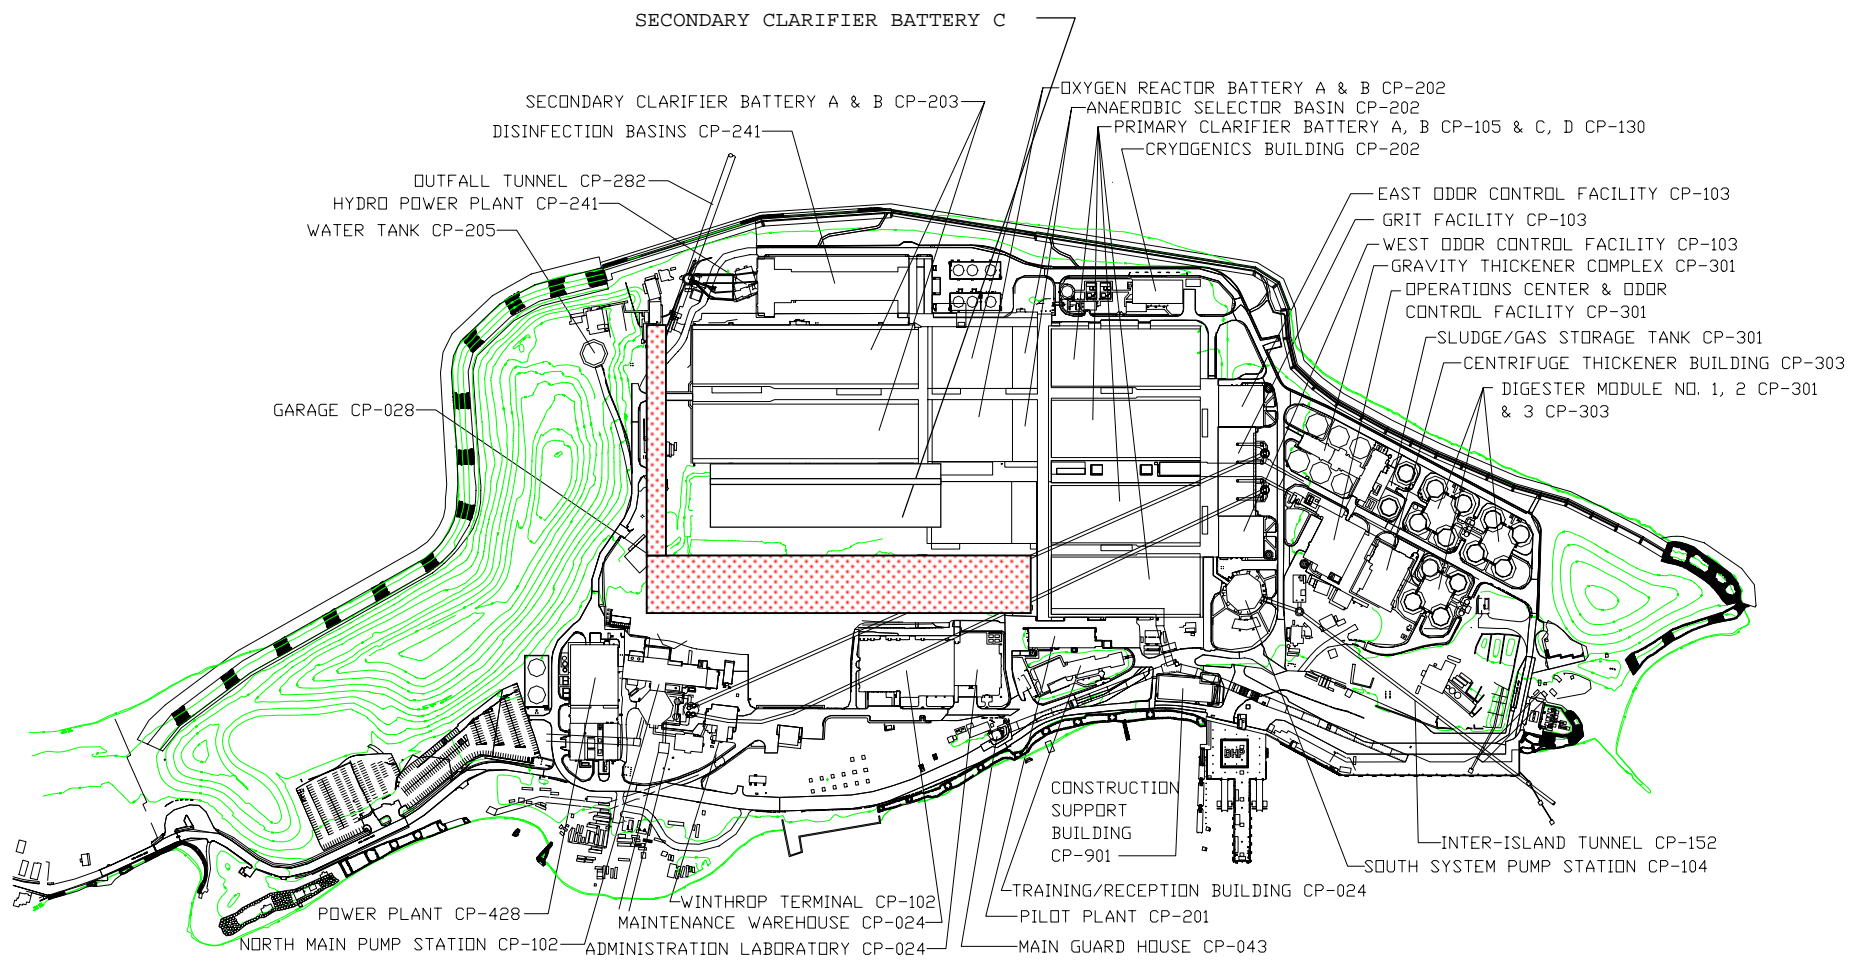 SECONDARY CLARIFIER BATTERY C
OXYGEN REACTOR BATTERY A & B CP-202
SECONDARY CLARIFIER BATTERY A & B CP-203
ANAEROBIC SELECTOR BASIN CP-202
DISINFECTION BASINS CP-241
PRIMARY CLARIFIER BATTERY A, B CP-105 & C, D CP-130
CRYOGENICS BUILDING CP-202
OUTFALL TUNNEL CP-282
HYDRO POWER PLANT CP-241
WATER TANK CP-205
EAST ODOR CONTROL FACILITY CP-103
GRIT FACILITY CP-103
WEST ODOR CONTROL FACILITY CP-103
GRAVITY THICKENER COMPLEX CP-301
OPERATIONS CENTER & ODOR
CONTROL FACILITY CP-301
SLUDGE/GAS STORAGE TANK CP-301
CENTRIFUGE THICKENER BUILDING CP-303
DIGESTER MODULE NO. 1, 2 CP-301
& 3 CP-303
GARAGE CP-028
CONSTRUCTION
SUPPORT
BUILDING
CP-901
INTER-ISLAND TUNNEL CP-152
SOUTH SYSTEM PUMP STATION CP-104
TRAINING/RECEPTION BUILDING CP-024
WINTHROP TERMINAL CP-102
POWER PLANT CP-428
PILOT PLANT CP-201
MAINTENANCE WAREHOUSE CP-024
NORTH MAIN PUMP STATION CP-102
ADMINISTRATION LABORATORY CP-024
MAIN GUARD HOUSE CP-043